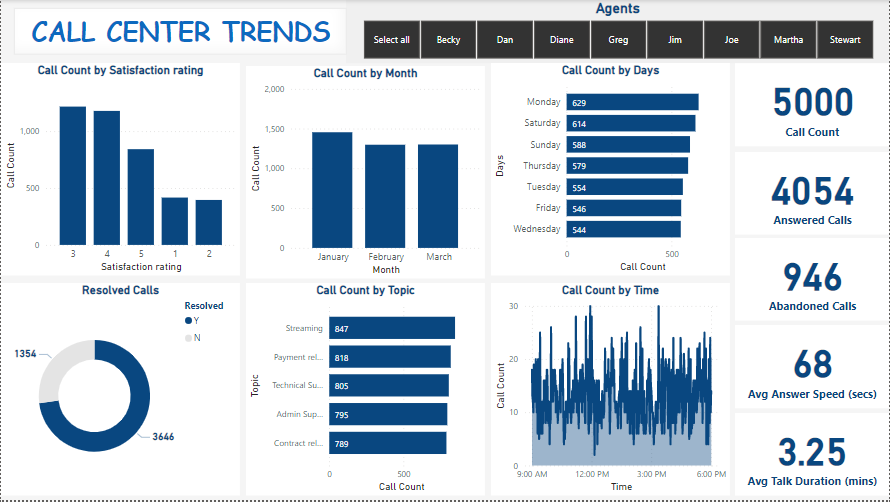 CALL CENTER TRENDS
Agents
Select all
Becky
Dan
Diane
Greg
Jim
Joe
Martha
Stewart
Call Count by Satisfaction rating
Call Count
1,000
500
0
3 4 5 1 2
Satisfaction rating
Call Count by Month
Call Count
2,000
1,500
1,000
500
0
January February March
Month
Call Count by Days
Days
Monday 629
Saturday 614
Sunday 588
Thursday 579
Tuesday 554
Friday 546
Wednesday 544
0 500
Call Count
5000
Call Count
4054
Answered Calls
946
Abandoned Calls
68
Avg Answer Speed (secs)
3.25
Avg Talk Duration (mins)
Resolved Calls
Resolved
Y
N
1354
3646
Call Count by Topic
Topic
Streaming 847
Payment rel... 818
Technical Su... 805
Admin Sup... 795
Contract rel... 789
0 500
Call Count
Call Count by Time
Call Count
30
20
10
0
9:00 AM 12:00 PM 3:00 PM 6:00 PM
Time